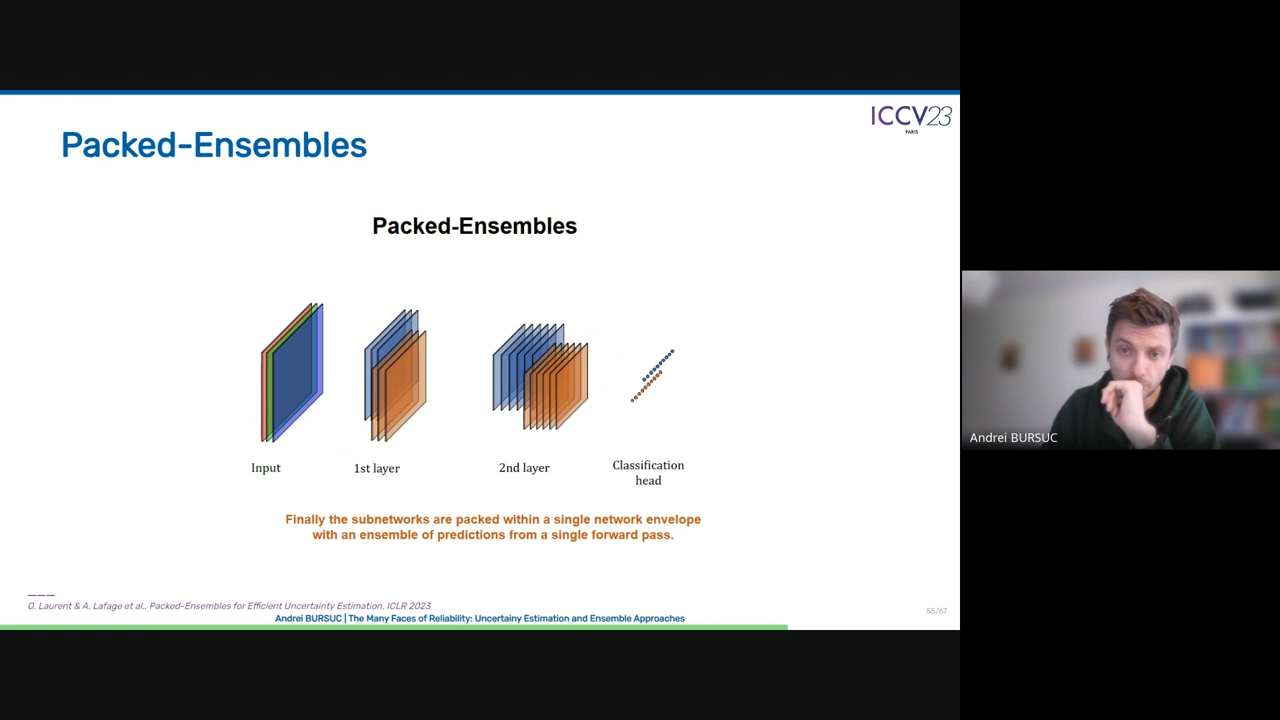 ICCV23
PARIS
Packed-Ensembles
Packed-Ensembles
Input
1st layer
2nd layer
Classification
head
Finally the subnetworks are packed within a single network envelope
with an ensemble of predictions from a single forward pass.
O. Laurent & A. Lafage et al., Packed-Ensembles for Efficient Uncertainty Estimation. ICLR 2023
Andrei BURSUC | The Many Faces of Reliability: Uncertainy Estimation and Ensemble Approaches
55/67
Andrei BURSUC